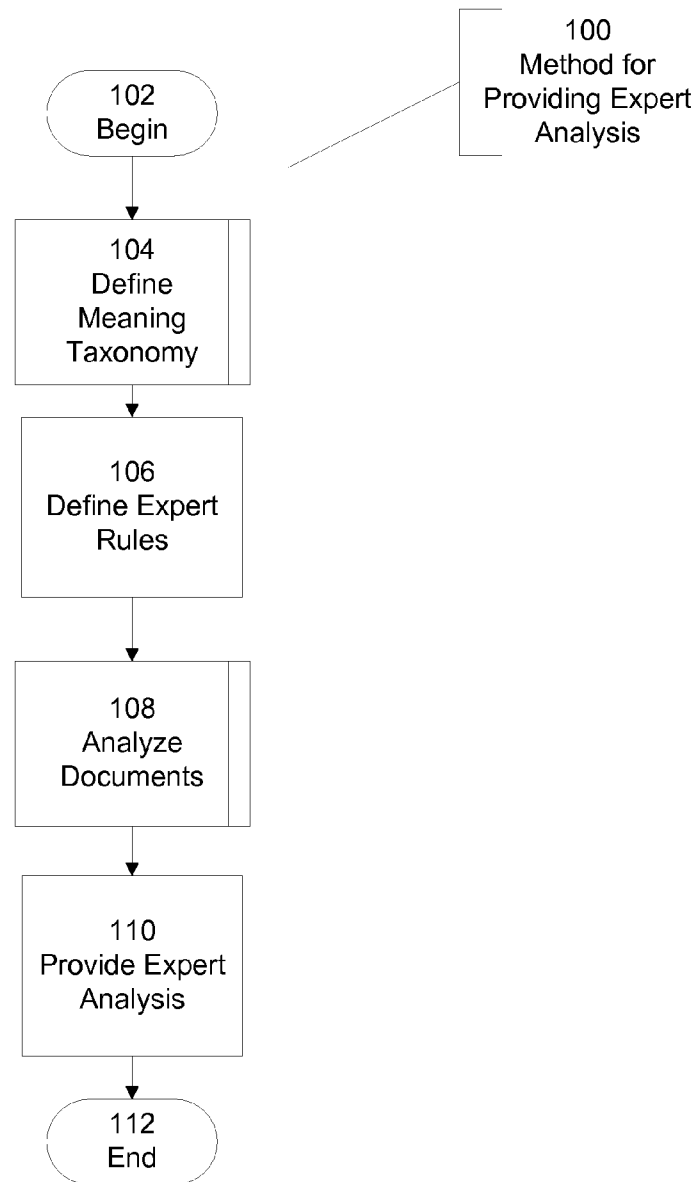 100
Method for
Providing Expert
Analysis
102
Begin
104
Define
Meaning
Taxonomy
106
Define Expert
Rules
108
Analyze
Documents
110
Provide Expert
Analysis
112
End